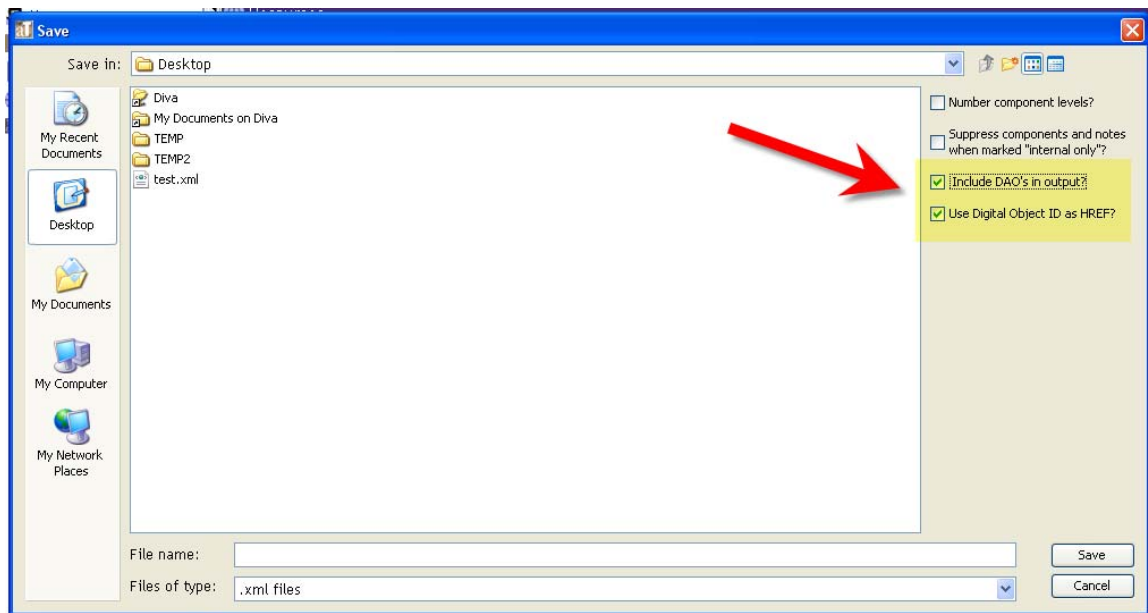 aT Save
Save in:
Desktop
My Recent
Documents
Desktop
My Documents
My Computer
My Network
Places
Diva
My Documents on Diva
TEMP
TEMP2
test.xml
Number component levels?
Suppress components and notes
when marked "internal only"?
Include DAO's in output?
Use Digital Object ID as HREF?
File name:
Save
Files of type:
.xml files
Cancel